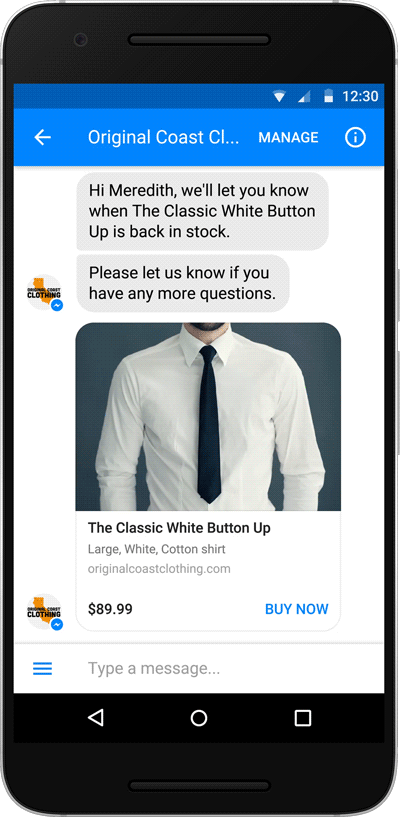 12:30
Original Coast Cl... MANAGE
Hi Meredith, we'll let you know
when The Classic White Button
Up is back in stock.
Please let us know if you
have any more questions.
ORIGINAL COAST
CLOTHING
The Classic White Button Up
Large, White, Cotton shirt
originalcoastclothing.com
$89.99 BUY NOW
ORIGINAL COAST
CLOTHING
Type a message...